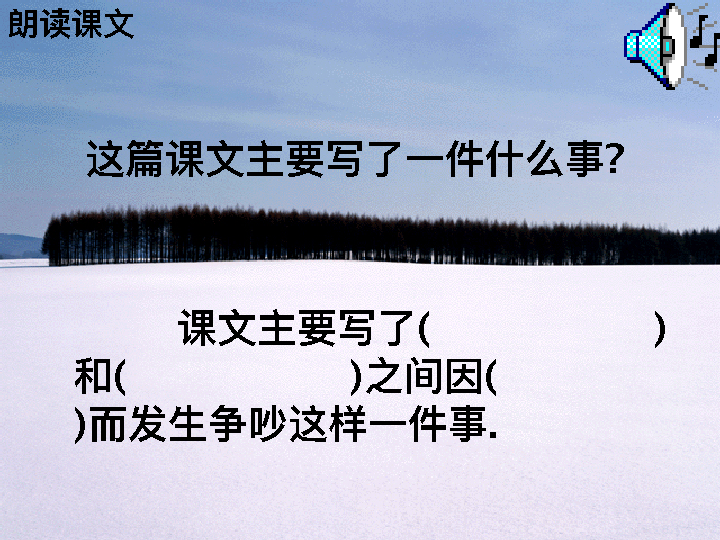 朗读课文
这篇课文主要写了一件什么事?
课文主要写了( )
和( )之间因(
)而发生争吵这样一件事.